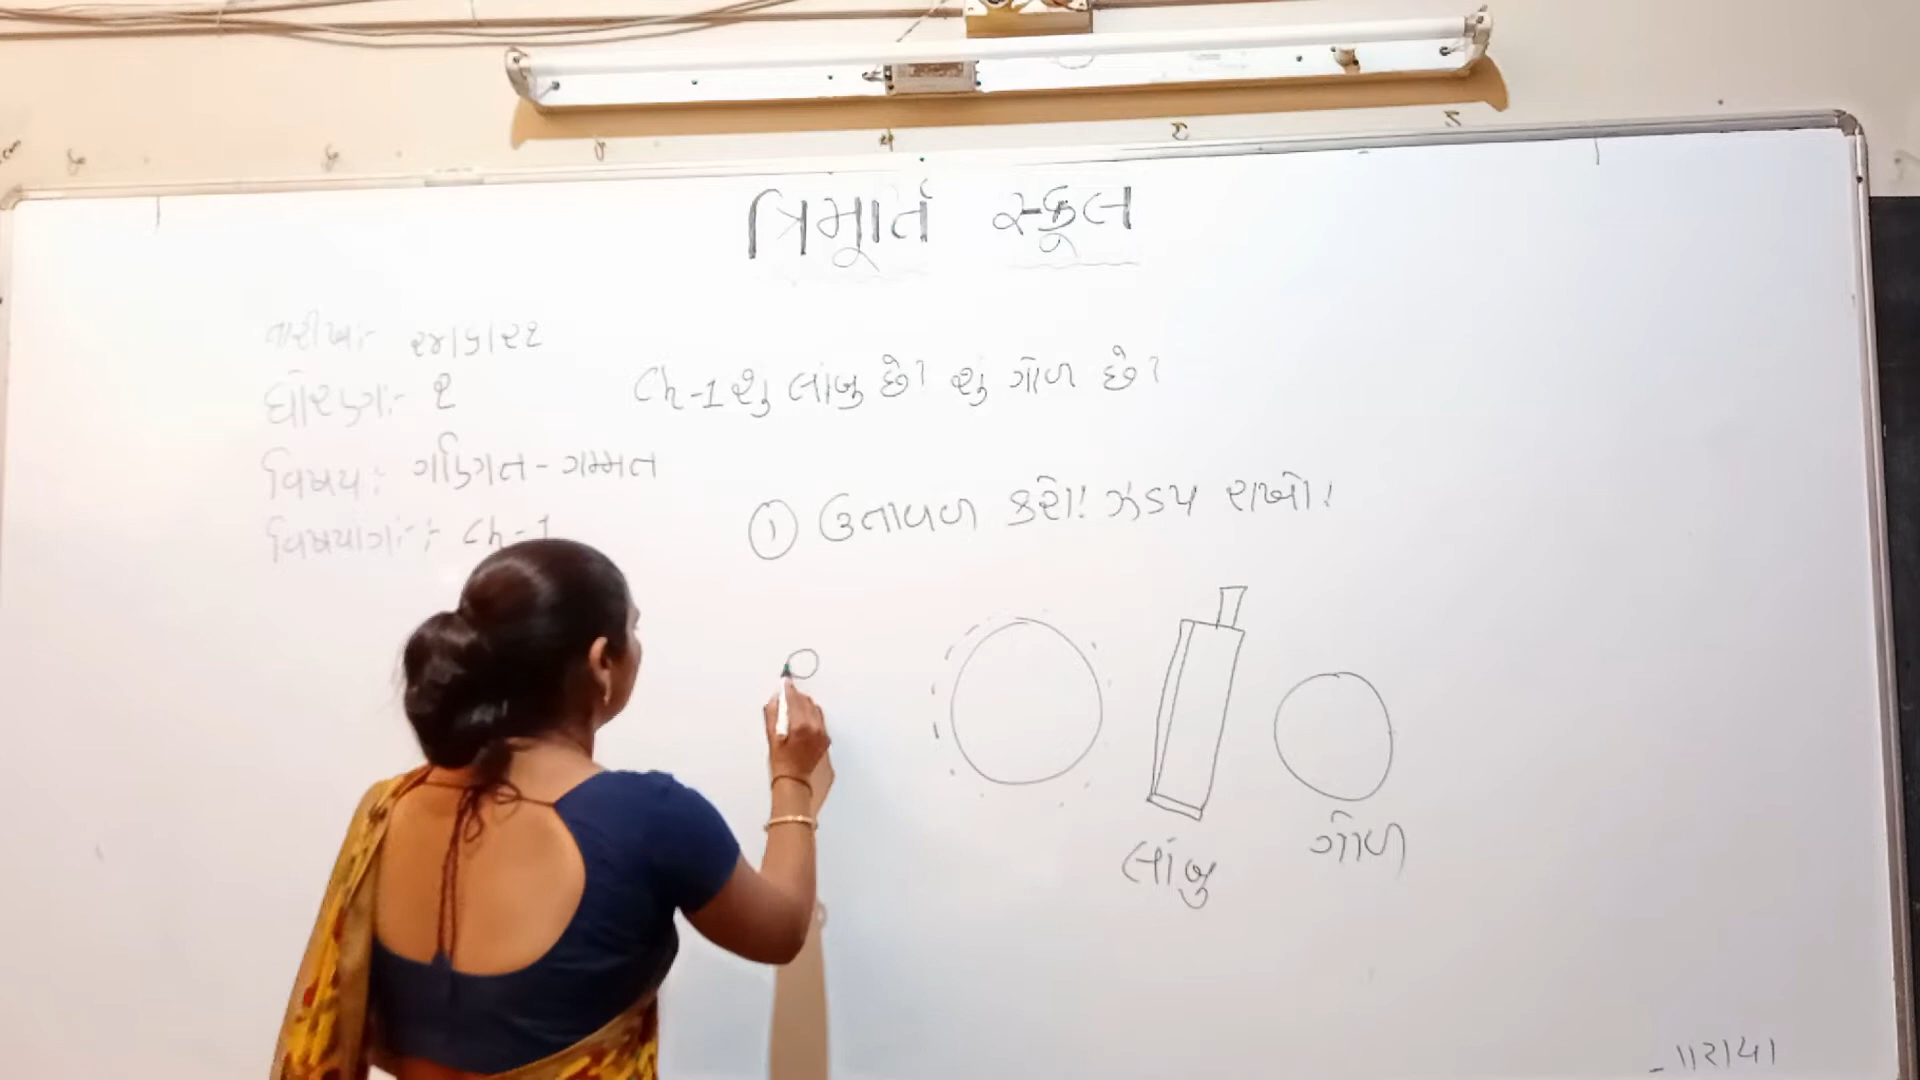 ત્રિમૂર્તિ સ્કૂલ
તારીખ:-
ધોરણ:- ૨
વિષય: ગણિત-ગમ્મત
વિષયાંગ:- Ch-1
Ch-1 શું લાંબુ છે? શું ગોળ છે?
① ઉતાવળ કરો! ઝડપ રાખો!
લાંબુ
ગોળ